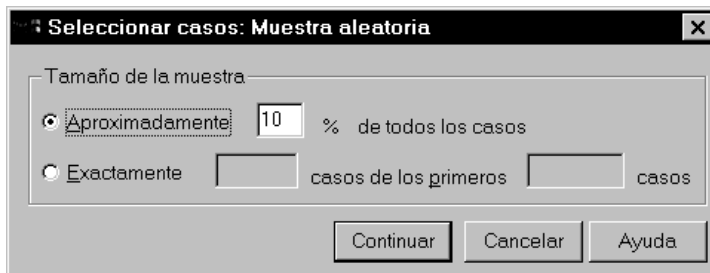 Seleccionar casos: Muestra aleatoria
Tamaño de la muestra
Aproximadamente 10 % de todos los casos
Exactamente casos de los primeros casos
Continuar Cancelar Ayuda